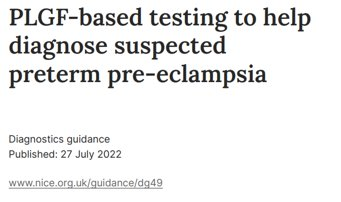 PLGF-based testing to help
diagnose suspected
preterm pre-eclampsia
Diagnostics guidance
Published: 27 July 2022
www.nice.org.uk/guidance/dg49